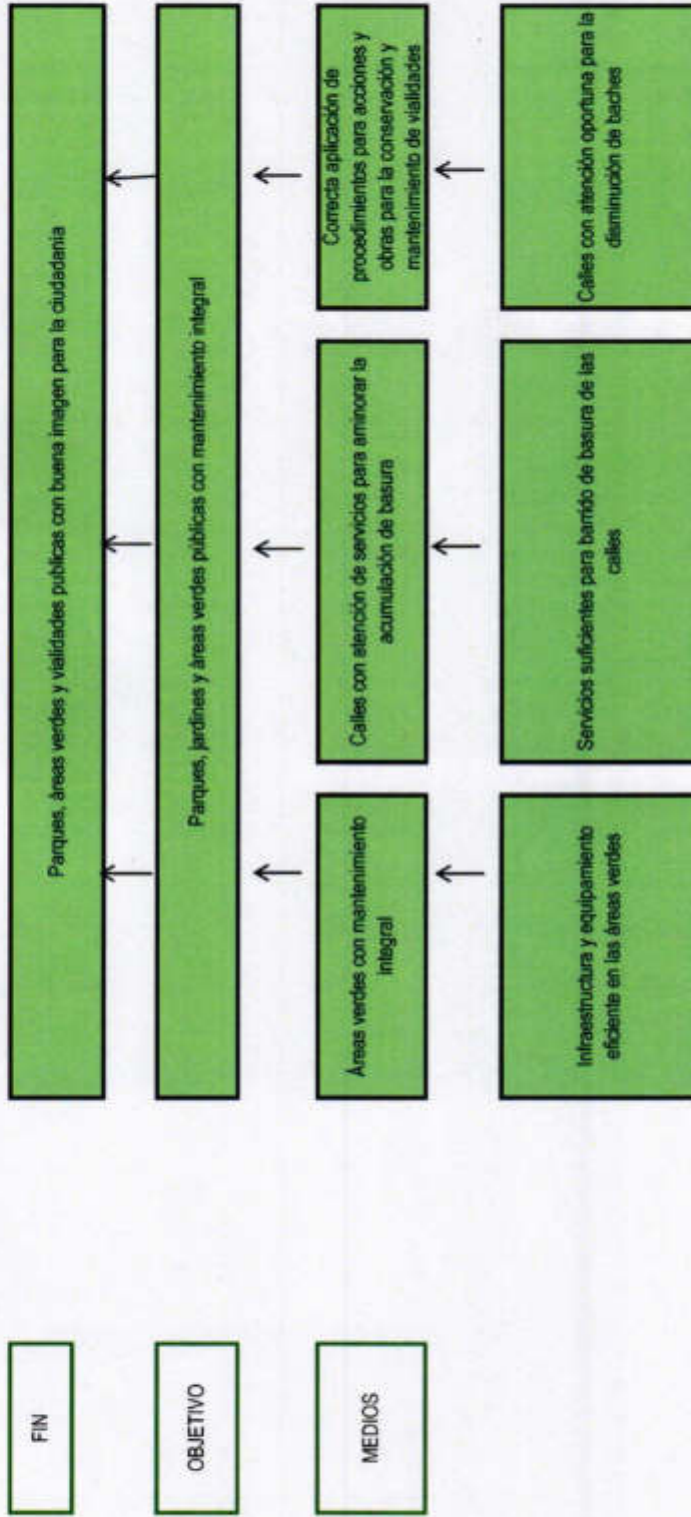 FIN
Parques, áreas verdes y vialidades publicas con buena imagen para la ciudadanía
OBJETIVO
Parques, jardines y áreas verdes públicas con mantenimiento integral
MEDIOS
Áreas verdes con mantenimiento
integral
Calles con atención de servicios para aminorar la
acumulación de basura
Correcta aplicación de
procedimientos para acciones y
obras para la conservación y
mantenimiento de vialidades
Infraestructura y equipamiento
eficiente en las áreas verdes
Servicios suficientes para barrido de basura de las
calles
Calles con atención oportuna para la
disminución de baches